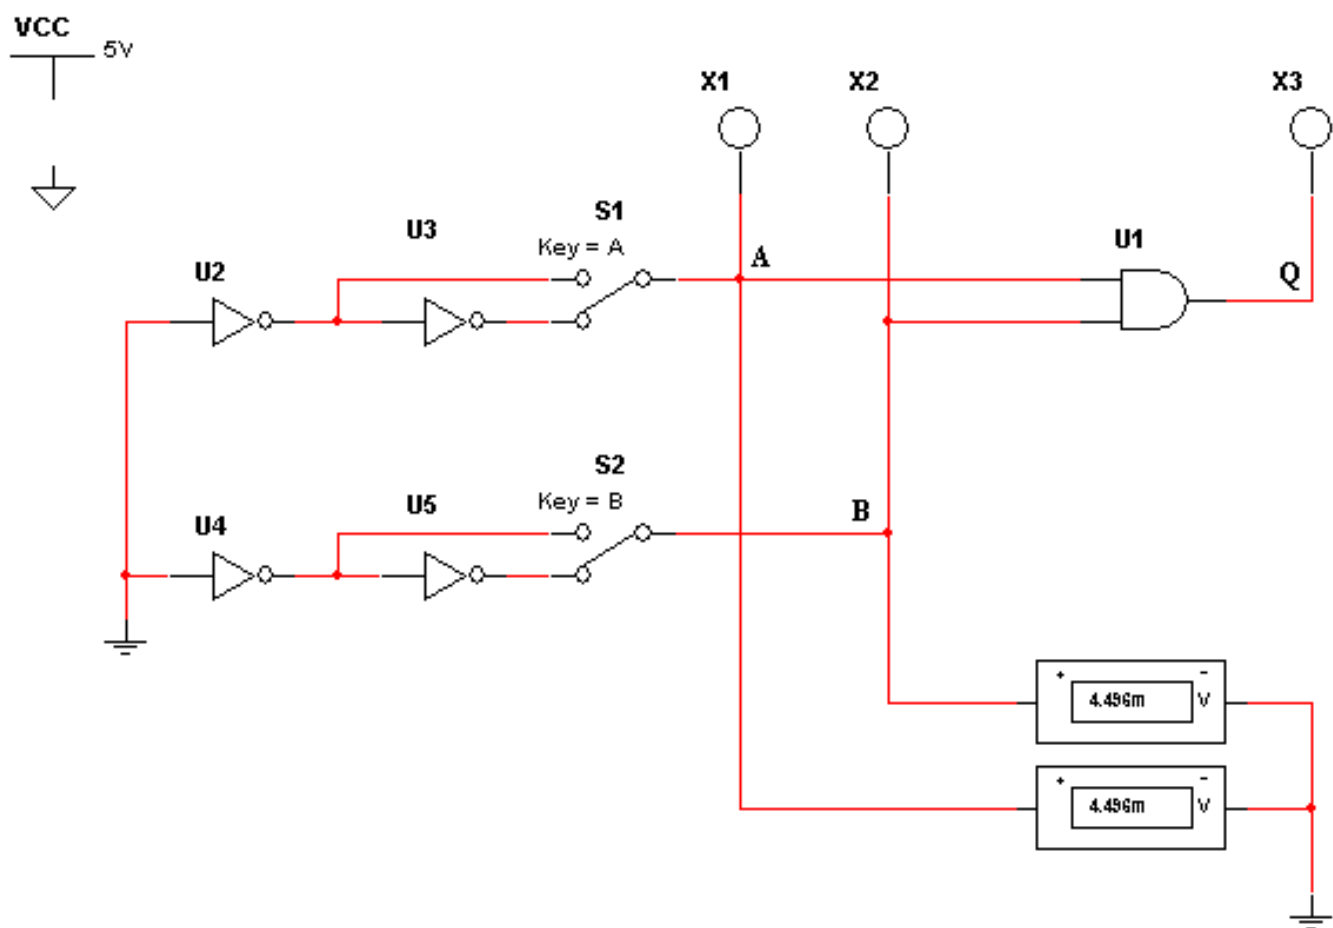 VCC
5V
X1
X2
X3
S1
U3
Key = A
U1
U2
A
Q
S2
Key = B
U5
B
U4
+
-
4.496m
V
+
-
4.496m
V